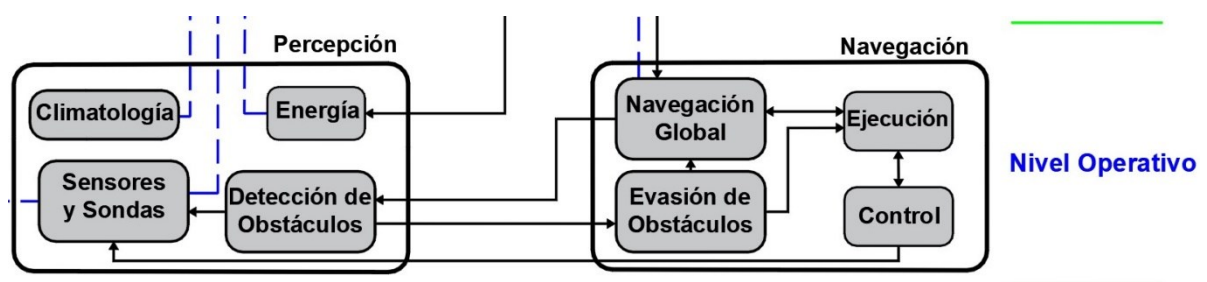 Percepción
Climatología
Energía
Sensores
y Sondas
Detección de
Obstáculos
Navegación
Navegación
Global
Ejecución
Evasión de
Obstáculos
Control
Nivel Operativo